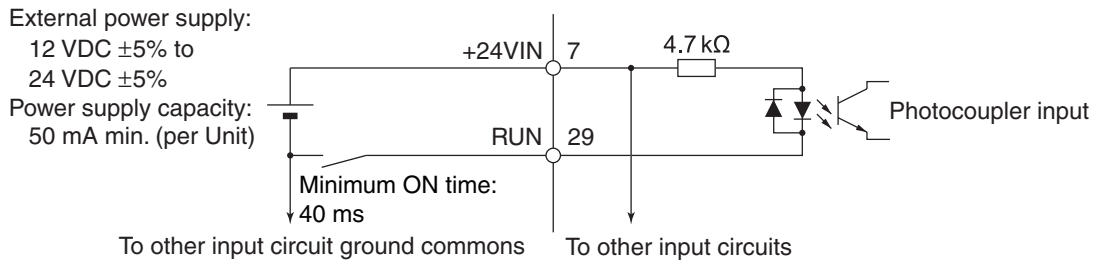 External power supply:
12 VDC ±5% to
24 VDC ±5%
Power supply capacity:
50 mA min. (per Unit)
+24VIN 7
4.7 kΩ
Photocoupler input
RUN 29
Minimum ON time:
40 ms
To other input circuit ground commons
To other input circuits